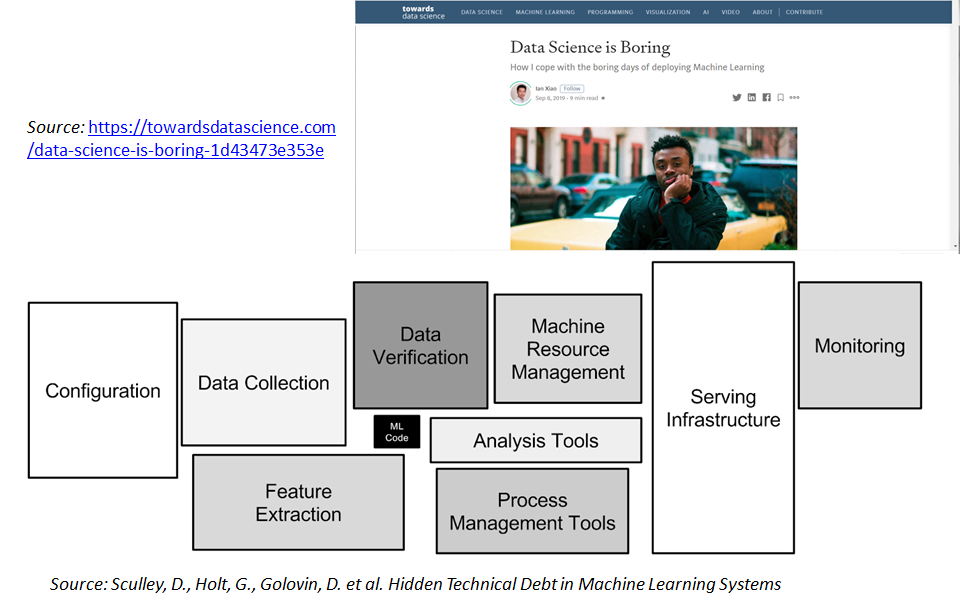 towards
data science
DATA SCIENCE MACHINE LEARNING PROGRAMMING VISUALIZATION AI VIDEO ABOUT CONTRIBUTE
Data Science is Boring
How I cope with the boring days of deploying Machine Learning
Ian Xiao Follow
Sep 6, 2019 · 9 min read ★
Source: https://towardsdatascience.com
/data-science-is-boring-1d43473e353e
Configuration
Data Collection
Data
Verification
Machine
Resource
Management
Serving
Infrastructure
Monitoring
ML
Code
Analysis Tools
Feature
Extraction
Process
Management Tools
Source: Sculley, D., Holt, G., Golovin, D. et al. Hidden Technical Debt in Machine Learning Systems